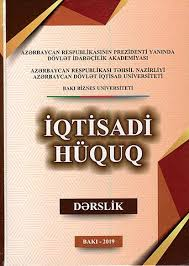 AZƏRBAYCAN RESPUBLİKASININ PREZİDENTİ YANINDA
DÖVLƏT İDARƏÇİLİK AKADEMİYASI
AZƏRBAYCAN RESPUBLİKASI TƏHSİL NAZİRLİYİ
AZƏRBAYCAN DÖVLƏT İQTİSAD UNİVERSİTETİ
BAKI BİZNES UNİVERSİTETİ
İQTİSADİ
HÜQUQ
DƏRSLİK
BAKI - 2019